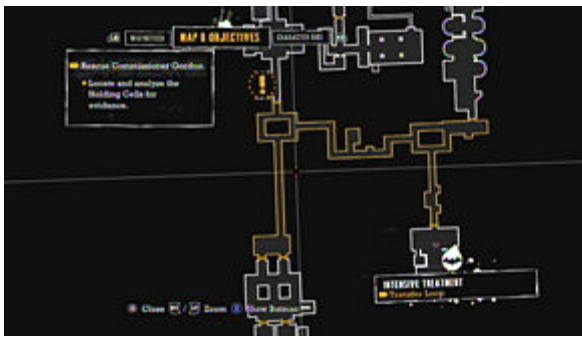 MAP & OBJECTIVES
CHARACTER BIOS
Rescue Commissioner Gordon.
Locate and analyze the
Holding Cells for
evidence.
INTENSIVE TREATMENT
Transfer Loop
Close / Zoom Show Batman